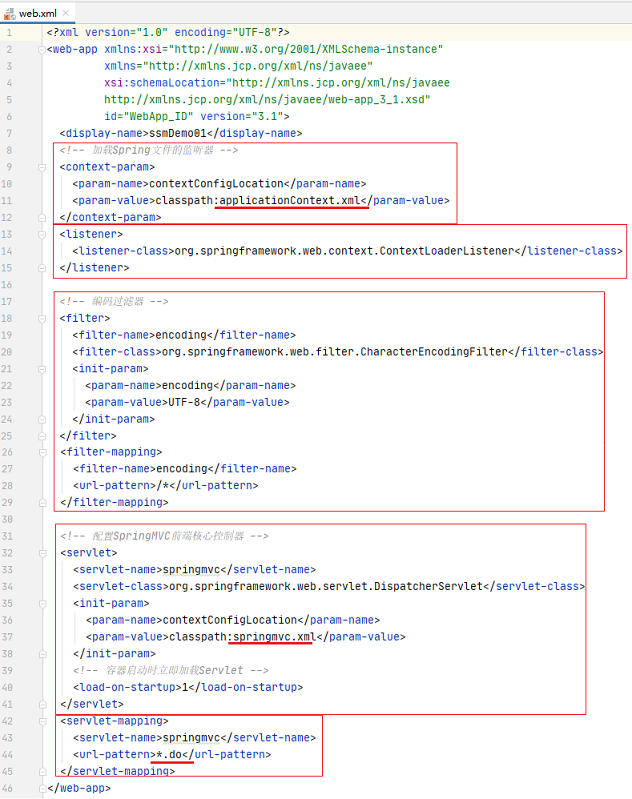 web.xml
1 <?xml version="1.0" encoding="UTF-8"?>
2 <web-app xmlns:xsi="http://www.w3.org/2001/XMLSchema-instance"
3 xmlns="http://xmlns.jcp.org/xml/ns/javaee"
4 xsi:schemaLocation="http://xmlns.jcp.org/xml/ns/javaee
5 http://xmlns.jcp.org/xml/ns/javaee/web-app_3_1.xsd"
6 id="WebApp_ID" version="3.1">
7 <display-name>ssmDemo01</display-name>
8 <!-- 加载Spring文件的监听器 -->
9 <context-param>
10 <param-name>contextConfigLocation</param-name>
11 <param-value>classpath:applicationContext.xml</param-value>
12 </context-param>
13 <listener>
14 <listener-class>org.springframework.web.context.ContextLoaderListener</listener-class>
15 </listener>
16
17 <!-- 编码过滤器 -->
18 <filter>
19 <filter-name>encoding</filter-name>
20 <filter-class>org.springframework.web.filter.CharacterEncodingFilter</filter-class>
21 <init-param>
22 <param-name>encoding</param-name>
23 <param-value>UTF-8</param-value>
24 </init-param>
25 </filter>
26 <filter-mapping>
27 <filter-name>encoding</filter-name>
28 <url-pattern>/*</url-pattern>
29 </filter-mapping>
30
31 <!-- 配置SpringMVC前端核心控制器 -->
32 <servlet>
33 <servlet-name>springmvc</servlet-name>
34 <servlet-class>org.springframework.web.servlet.DispatcherServlet</servlet-class>
35 <init-param>
36 <param-name>contextConfigLocation</param-name>
37 <param-value>classpath:springmvc.xml</param-value>
38 </init-param>
39 <!-- 容器启动时立即加载Servlet -->
40 <load-on-startup>1</load-on-startup>
41 </servlet>
42 <servlet-mapping>
43 <servlet-name>springmvc</servlet-name>
44 <url-pattern>*.do</url-pattern>
45 </servlet-mapping>
46 </web-app>